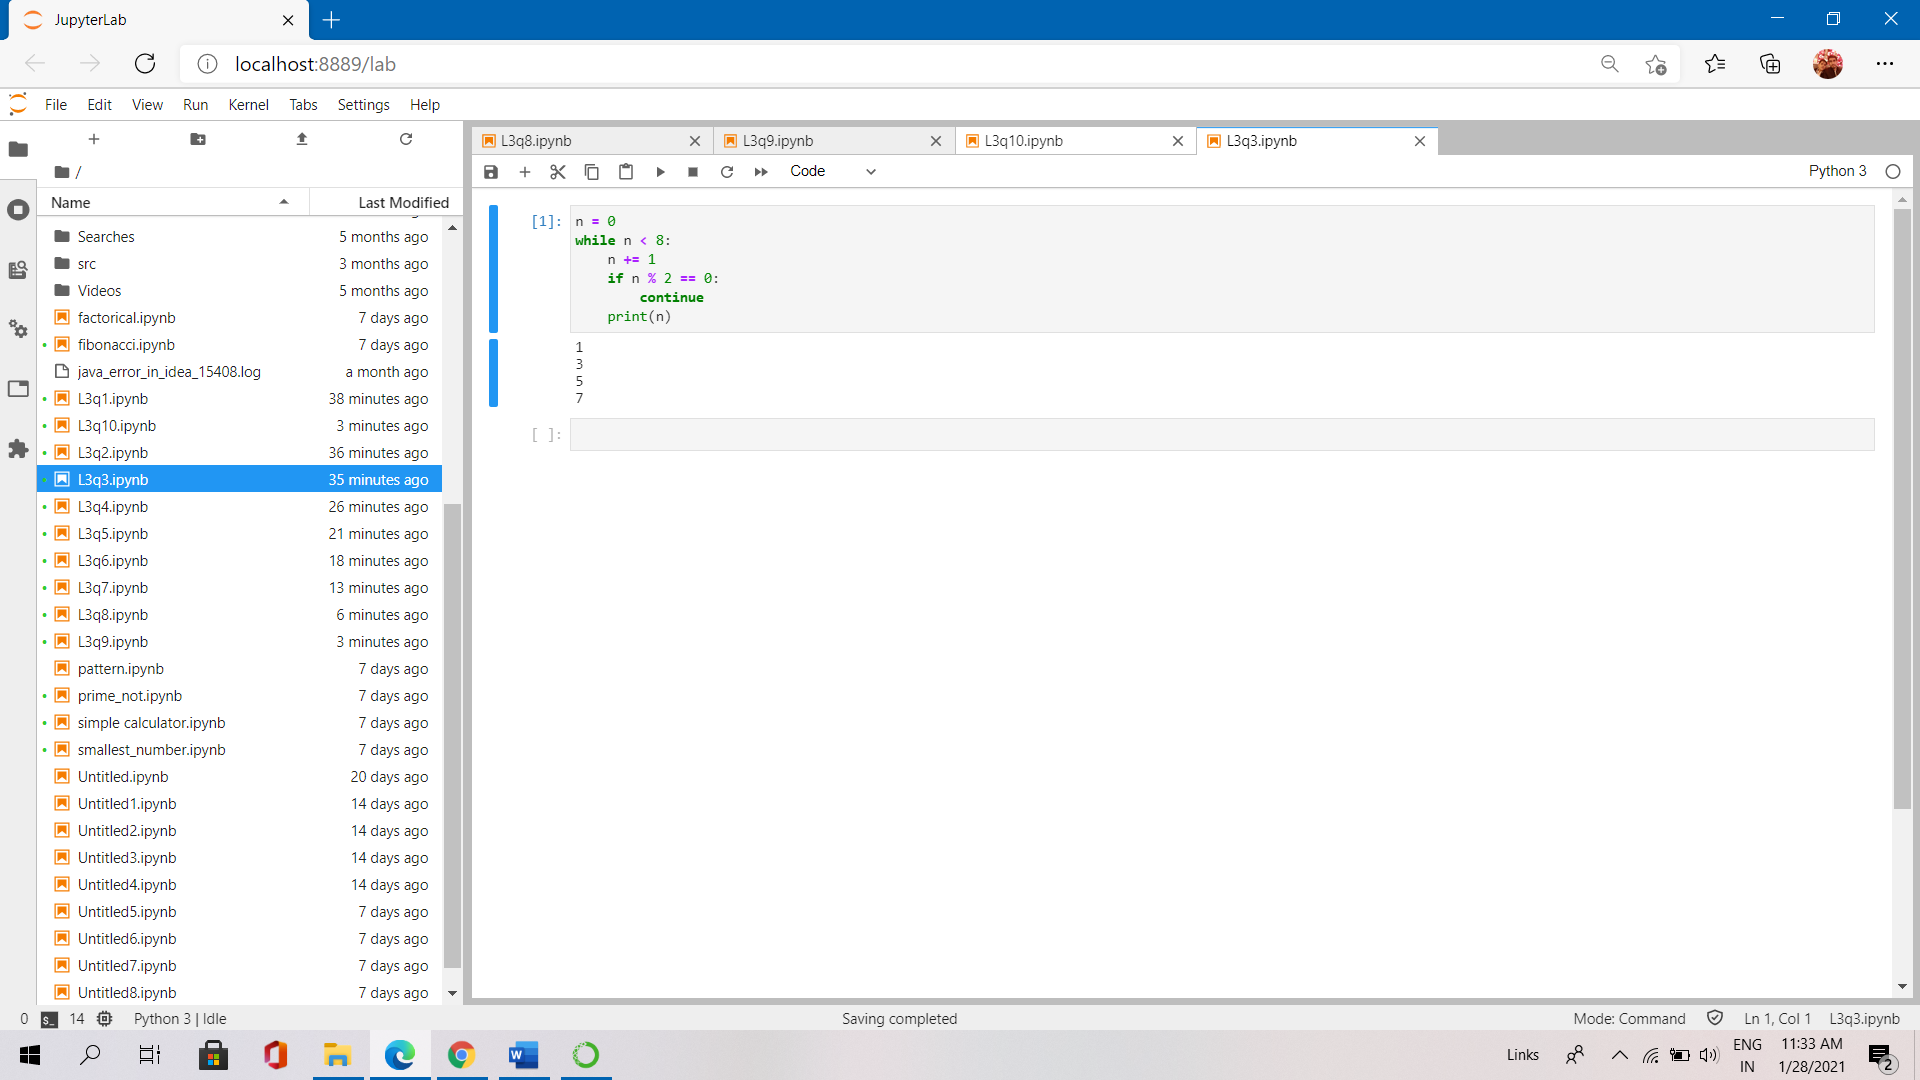 JupyterLab
localhost:8889/lab
File Edit View Run Kernel Tabs Settings Help
/
Name Last Modified
Searches 5 months ago
src 3 months ago
Videos 5 months ago
factorical.ipynb 7 days ago
fibonacci.ipynb 7 days ago
java_error_in_idea_15408.log a month ago
L3q1.ipynb 38 minutes ago
L3q10.ipynb 3 minutes ago
L3q2.ipynb 36 minutes ago
L3q3.ipynb 35 minutes ago
L3q4.ipynb 26 minutes ago
L3q5.ipynb 21 minutes ago
L3q6.ipynb 18 minutes ago
L3q7.ipynb 13 minutes ago
L3q8.ipynb 6 minutes ago
L3q9.ipynb 3 minutes ago
pattern.ipynb 7 days ago
prime_not.ipynb 7 days ago
simple calculator.ipynb 7 days ago
smallest_number.ipynb 7 days ago
Untitled.ipynb 20 days ago
Untitled1.ipynb 14 days ago
Untitled2.ipynb 14 days ago
Untitled3.ipynb 14 days ago
Untitled4.ipynb 14 days ago
Untitled5.ipynb 7 days ago
Untitled6.ipynb 7 days ago
Untitled7.ipynb 7 days ago
Untitled8.ipynb 7 days ago
L3q8.ipynb L3q9.ipynb L3q10.ipynb L3q3.ipynb
Code Python 3
[1]: n = 0
while n < 8:
    n += 1
    if n % 2 == 0:
        continue
    print(n)
1
3
5
7
[ ]:
0 $_ 14 Python 3 | Idle Saving completed Mode: Command Ln 1, Col 1 L3q3.ipynb
Links ENG IN 11:33 AM 1/28/2021 2